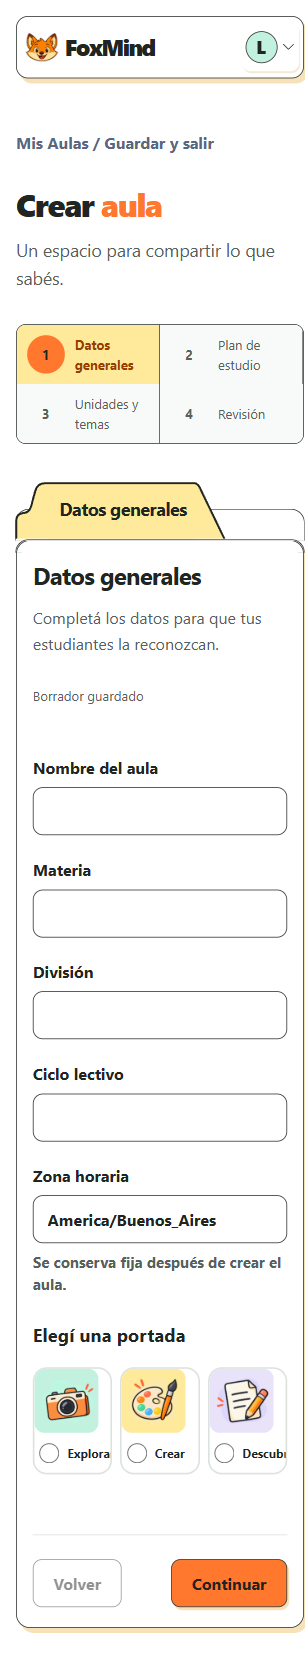 FoxMind
L
Mis Aulas / Guardar y salir
Crear aula
Un espacio para compartir lo que
sabés.
1
Datos
generales
2
Plan de
estudio
3
Unidades y
temas
4
Revisión
Datos generales
Datos generales
Completá los datos para que tus
estudiantes la reconozcan.
Borrador guardado
Nombre del aula
Materia
División
Ciclo lectivo
Zona horaria
America/Buenos_Aires
Se conserva fija después de crear el
aula.
Elegí una portada
Explora
Crear
Descub
Volver
Continuar